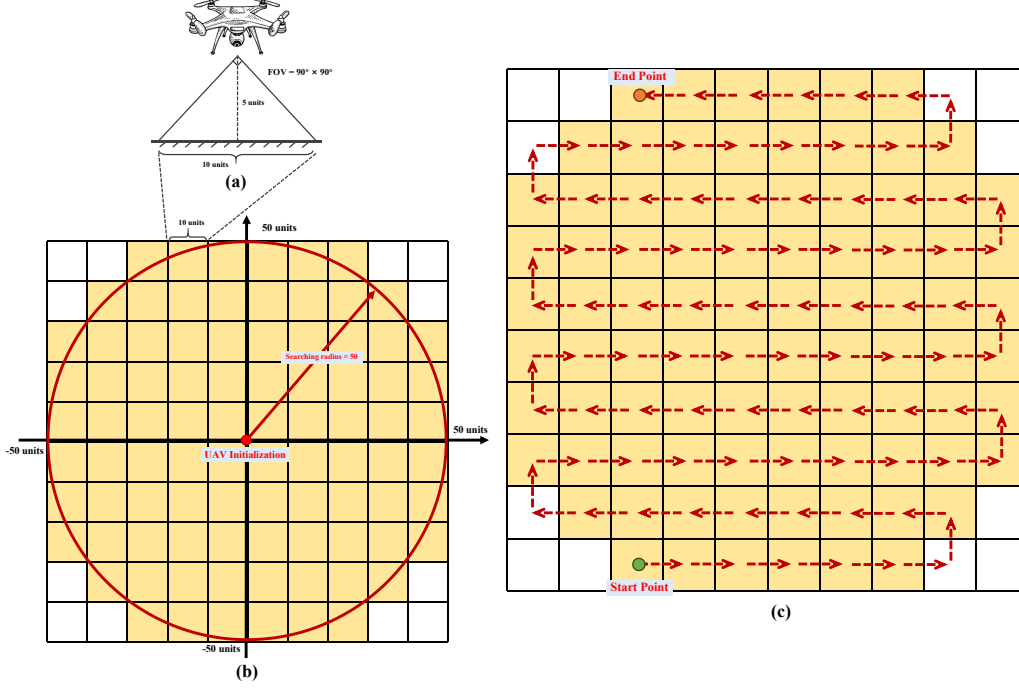 FOV = 90° × 90°
5 units
10 units
(a)
10 units
50 units
Searching radius = 50
50 units
-50 units
UAV Initialization
-50 units
(b)
End Point
Start Point
(c)